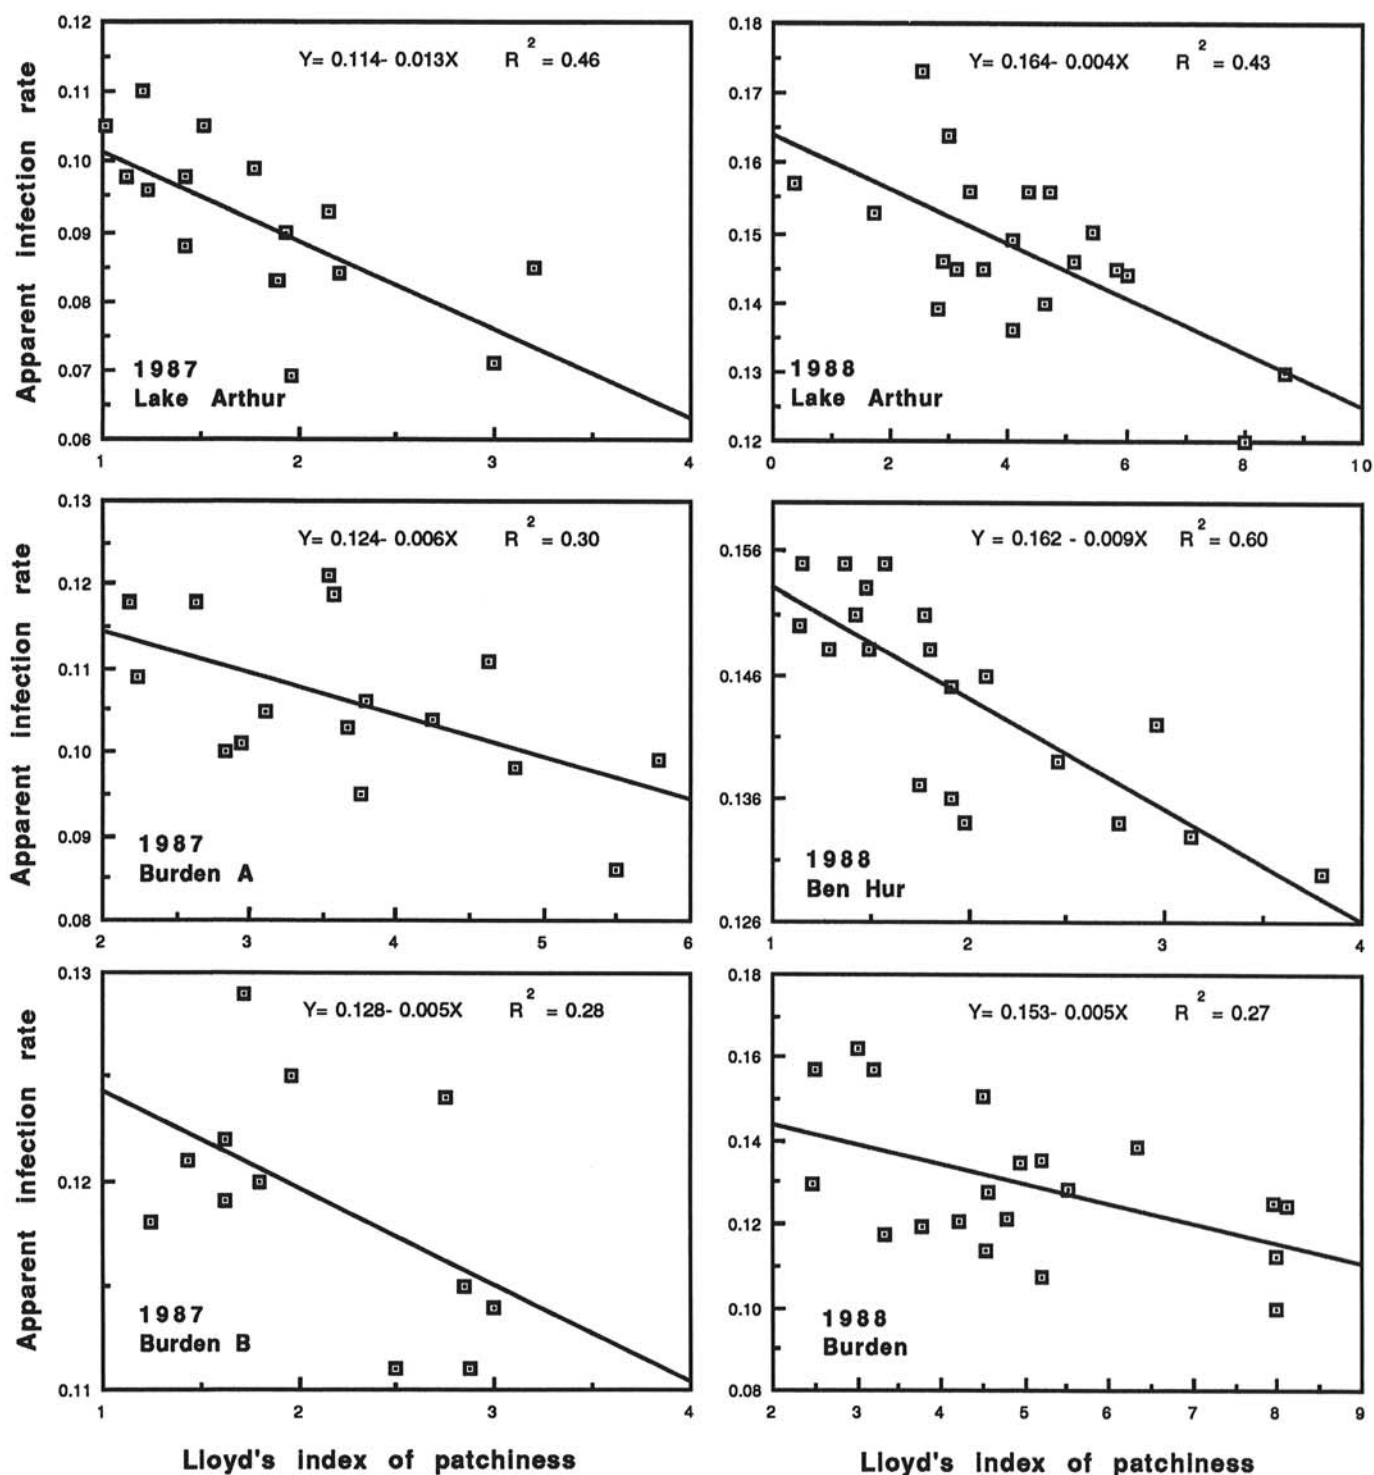 Apparent infection rate
0.12
0.11
0.10
0.09
0.08
0.07
0.06
Y= 0.114- 0.013X R 2 = 0.46
1987
Lake Arthur
1 2 3 4
0.18
0.17
0.16
0.15
0.14
0.13
0.12
Y= 0.164- 0.004X R 2 = 0.43
1988
Lake Arthur
0 2 4 6 8 10
Apparent infection rate
0.13
0.12
0.11
0.10
0.09
0.08
Y= 0.124- 0.006X R 2 = 0.30
1987
Burden A
2 3 4 5 6
0.156
0.146
0.136
0.126
Y = 0.162 - 0.009X R 2 = 0.60
1988
Ben Hur
1 2 3 4
Apparent infection rate
0.13
0.12
0.11
Y= 0.128- 0.005X R 2 = 0.28
1987
Burden B
1 2 3 4
Lloyd's index of patchiness
0.18
0.16
0.14
0.12
0.10
0.08
Y= 0.153- 0.005X R 2 = 0.27
1988
Burden
2 3 4 5 6 7 8 9
Lloyd's index of patchiness